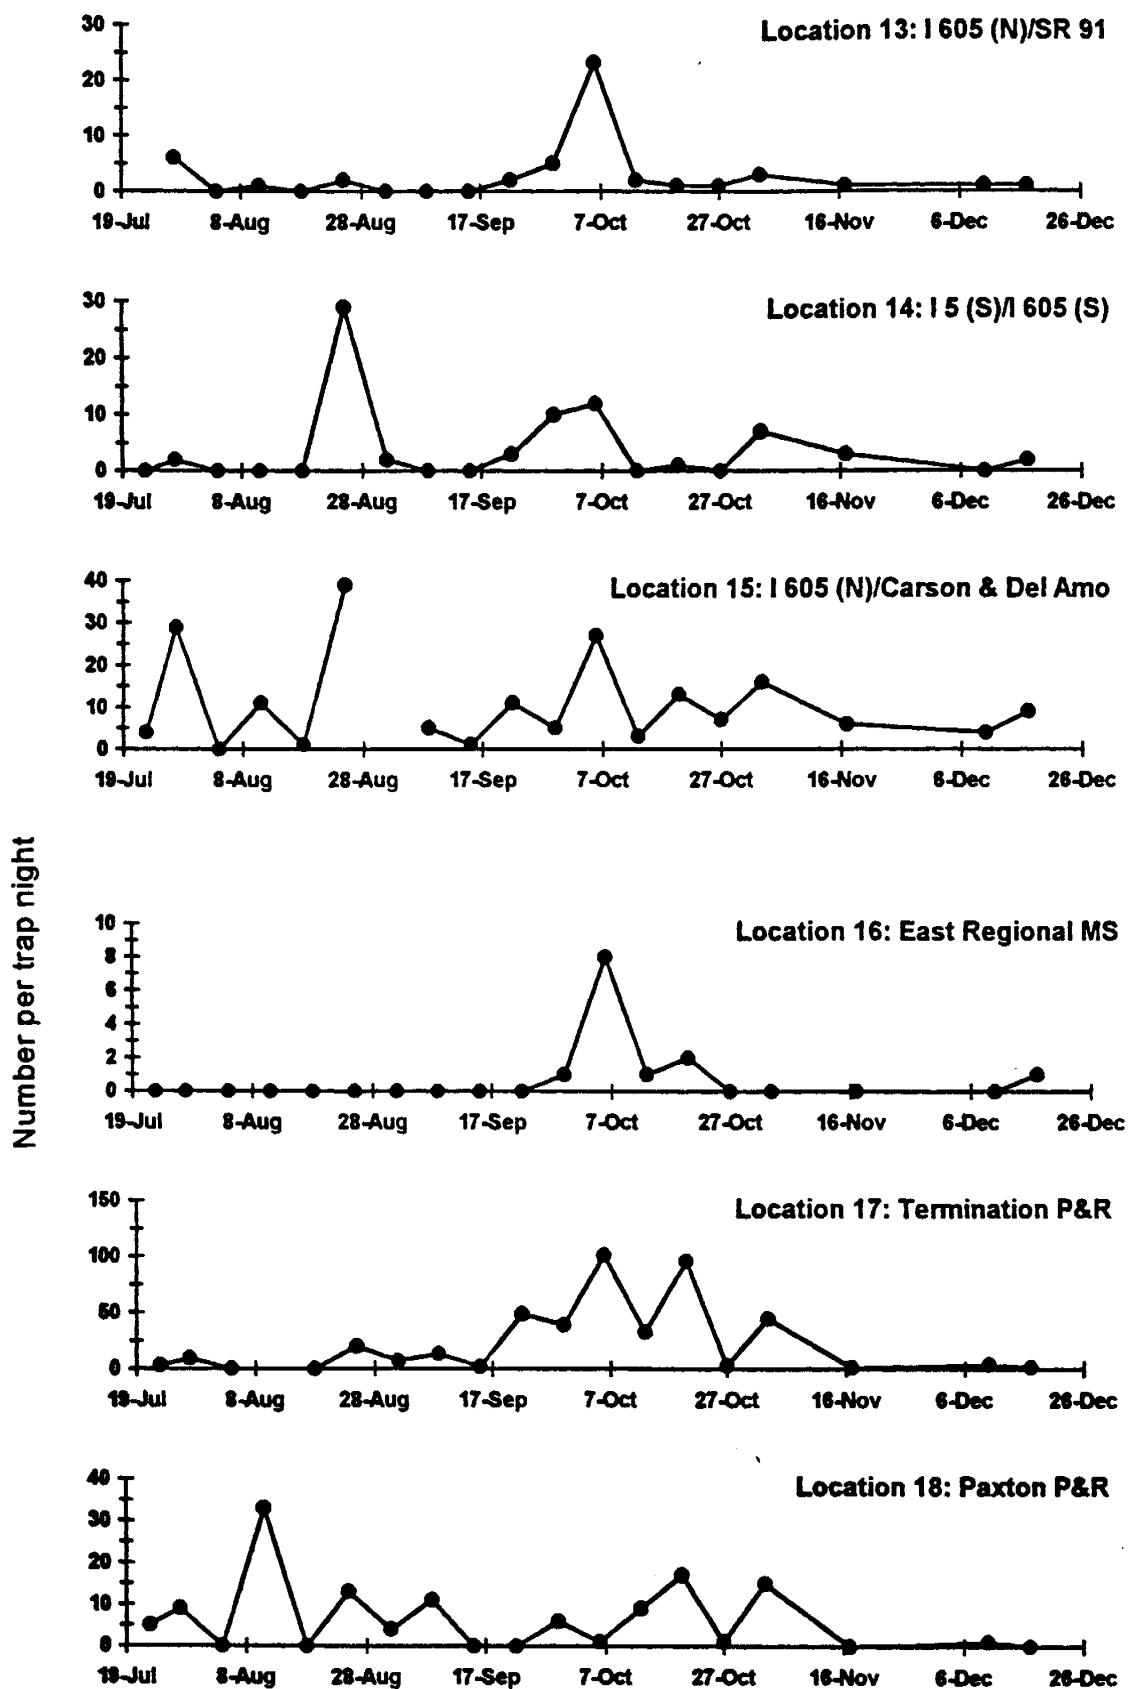 Number per trap night
Location 13: I 605 (N)/SR 91
30
20
10
0
19-Jul 8-Aug 28-Aug 17-Sep 7-Oct 27-Oct 16-Nov 6-Dec 26-Dec
Location 14: I 5 (S)/I 605 (S)
30
20
10
0
19-Jul 8-Aug 28-Aug 17-Sep 7-Oct 27-Oct 16-Nov 6-Dec 26-Dec
Location 15: I 605 (N)/Carson & Del Amo
40
30
20
10
0
19-Jul 8-Aug 28-Aug 17-Sep 7-Oct 27-Oct 16-Nov 6-Dec 26-Dec
Location 16: East Regional MS
10
8
6
4
2
0
19-Jul 8-Aug 28-Aug 17-Sep 7-Oct 27-Oct 16-Nov 6-Dec 26-Dec
Location 17: Termination P&R
150
100
50
0
19-Jul 8-Aug 28-Aug 17-Sep 7-Oct 27-Oct 16-Nov 6-Dec 26-Dec
Location 18: Paxton P&R
40
30
20
10
0
19-Jul 8-Aug 28-Aug 17-Sep 7-Oct 27-Oct 16-Nov 6-Dec 26-Dec